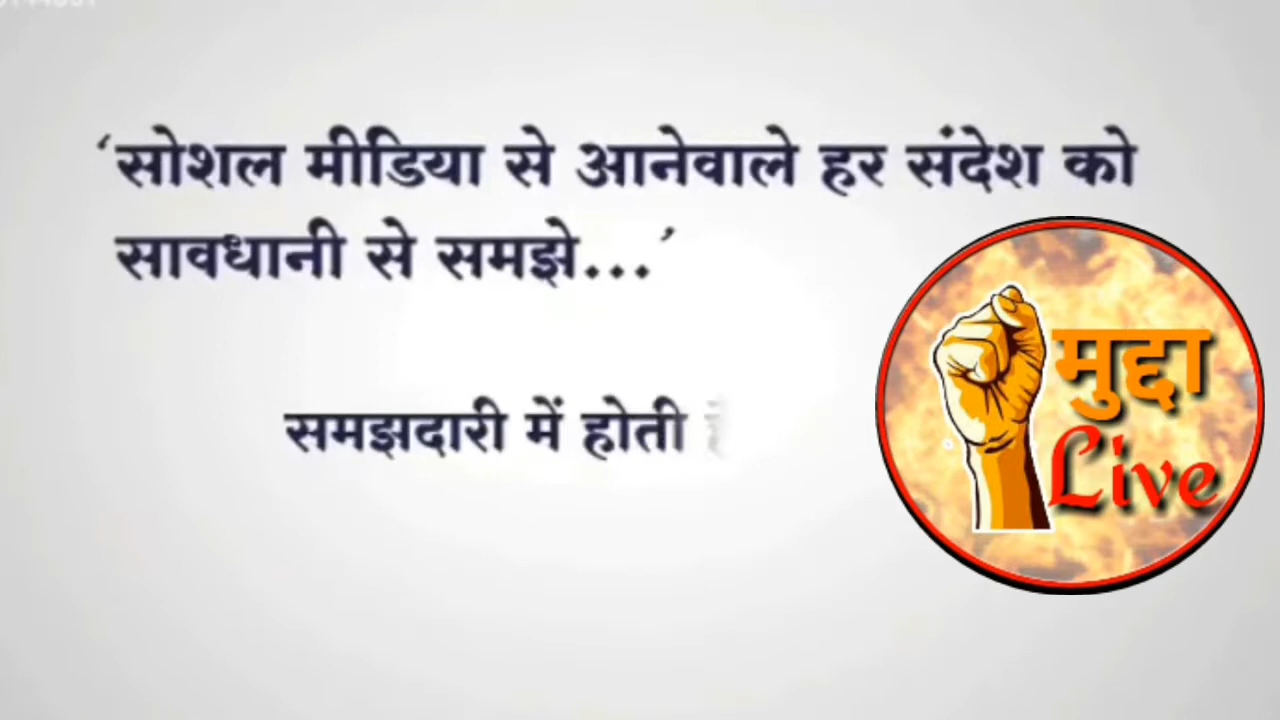 ‘सोशल मीडिया से आनेवाले हर संदेश को
सावधानी से समझे...’
समझदारी में होती
मुद्दा
Live